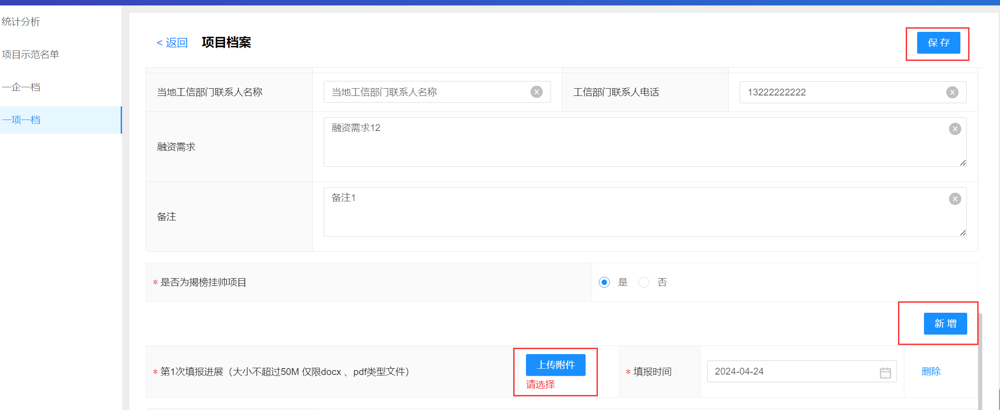 统计分析
项目示范名单
一企一档
一项一档
< 返回 项目档案 保存
当地工信部门联系人名称 当地工信部门联系人名称 工信部门联系人电话 13222222222
融资需求 融资需求12
备注 备注1
* 是否为揭榜挂帅项目 是 否
新增
* 第1次填报进展（大小不超过50M 仅限docx 、pdf类型文件） 上传附件 * 填报时间 2024-04-24 删除
请选择